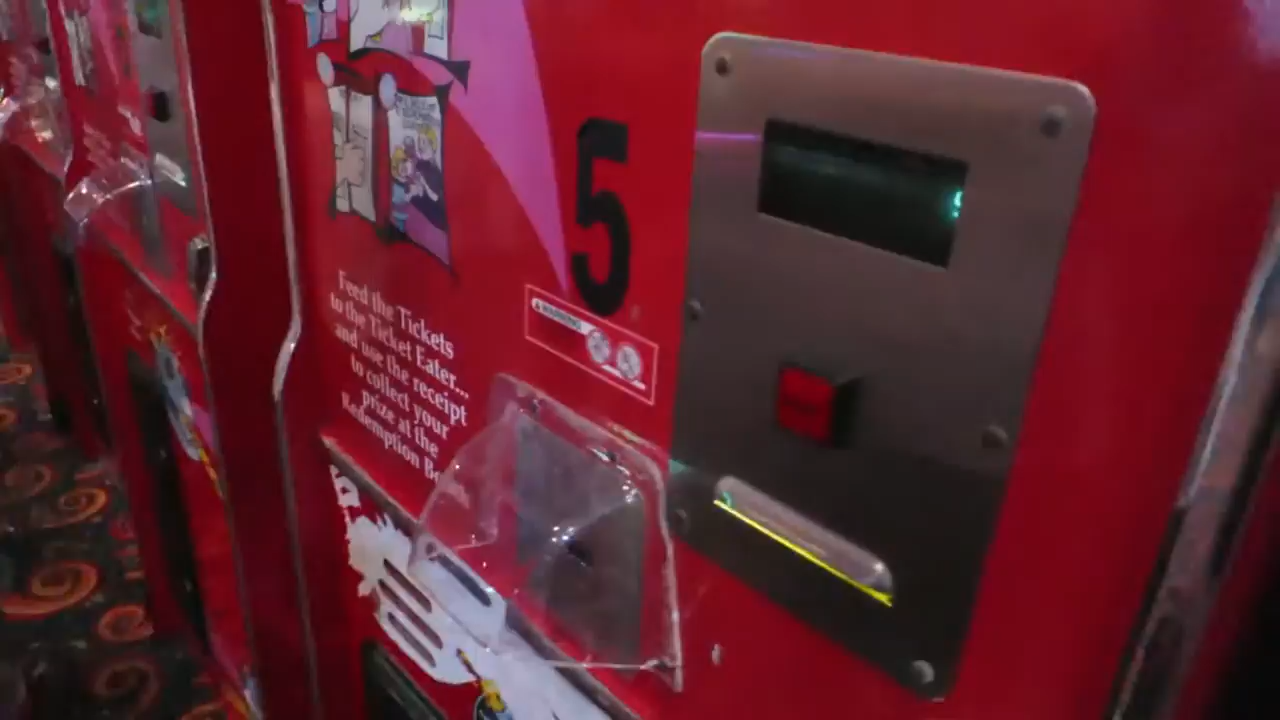 5
WARNING
Feed the Tickets
to the Ticket Eater...
and use the receipt
to collect your
prize at the
Redemption